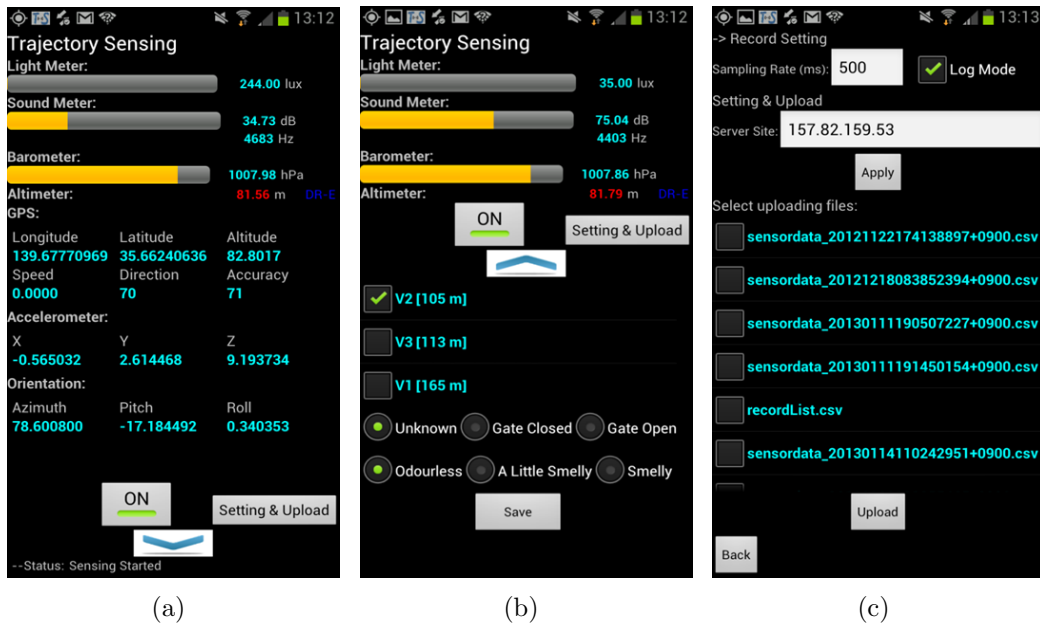 13:12
Trajectory Sensing
Light Meter:
244.00 lux
Sound Meter:
34.73 dB
4683 Hz
Barometer:
1007.98 hPa
Altimeter: 81.56 m DR-E
GPS:
Longitude Latitude Altitude
139.67770969 35.66240636 82.8017
Speed Direction Accuracy
0.0000 70 71
Accelerometer:
X Y Z
-0.565032 2.614468 9.193734
Orientation:
Azimuth Pitch Roll
78.600800 -17.184492 0.340353
ON
Setting & Upload
--Status: Sensing Started
(a)
13:12
Trajectory Sensing
Light Meter:
35.00 lux
Sound Meter:
75.04 dB
4403 Hz
Barometer:
1007.86 hPa
Altimeter: 81.79 m DR-E
ON
Setting & Upload
V2 [105 m]
V3 [113 m]
V1 [165 m]
Unknown Gate Closed Gate Open
Odourless A Little Smelly Smelly
Save
(b)
13:13
-> Record Setting
Sampling Rate (ms): 500 Log Mode
Setting & Upload
Server Site: 157.82.159.53
Apply
Select uploading files:
sensordata_20121122174138897+0900.csv
sensordata_20121218083852394+0900.csv
sensordata_20130111190507227+0900.csv
sensordata_20130111191450154+0900.csv
recordList.csv
sensordata_20130114110242951+0900.csv
Upload
Back
(c)